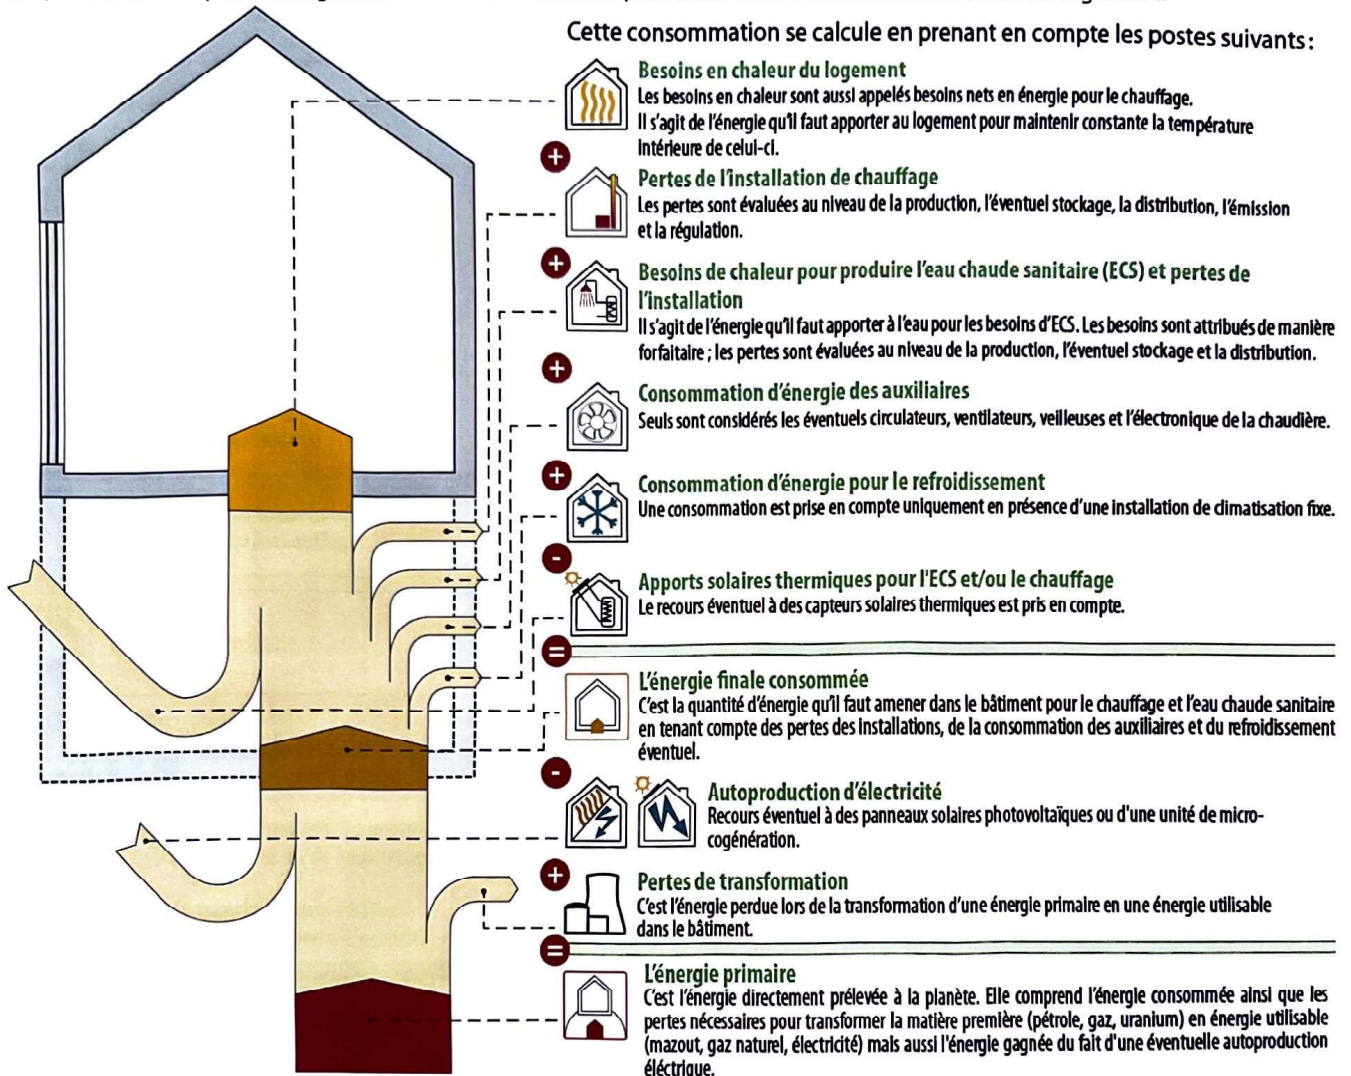 Cette consommation se calcule en prenant en compte les postes suivants :
Besoins en chaleur du logement
Les besoins en chaleur sont aussi appelés besoins nets en énergie pour le chauffage.
Il s'agit de l'énergie qu'il faut apporter au logement pour maintenir constante la température
intérieure de celui-ci.
+
Pertes de l'installation de chauffage
Les pertes sont évaluées au niveau de la production, l'éventuel stockage, la distribution, l'émission
et la régulation.
+
Besoins de chaleur pour produire l'eau chaude sanitaire (ECS) et pertes de
l'installation
Il s'agit de l'énergie qu'il faut apporter à l'eau pour les besoins d'ECS. Les besoins sont attribués de manière
forfaitaire ; les pertes sont évaluées au niveau de la production, l'éventuel stockage et la distribution.
+
Consommation d'énergie des auxiliaires
Seuls sont considérés les éventuels circulateurs, ventilateurs, veilleuses et l'électronique de la chaudière.
+
Consommation d'énergie pour le refroidissement
Une consommation est prise en compte uniquement en présence d'une installation de climatisation fixe.
-
Apports solaires thermiques pour l'ECS et/ou le chauffage
Le recours éventuel à des capteurs solaires thermiques est pris en compte.
=
L'énergie finale consommée
C'est la quantité d'énergie qu'il faut amener dans le bâtiment pour le chauffage et l'eau chaude sanitaire
en tenant compte des pertes des installations, de la consommation des auxiliaires et du refroidissement
éventuel.
-
Autoproduction d'électricité
Recours éventuel à des panneaux solaires photovoltaïques ou d'une unité de micro-
cogénération.
+
Pertes de transformation
C'est l'énergie perdue lors de la transformation d'une énergie primaire en une énergie utilisable
dans le bâtiment.
=
L'énergie primaire
C'est l'énergie directement prélevée à la planète. Elle comprend l'énergie consommée ainsi que les
pertes nécessaires pour transformer la matière première (pétrole, gaz, uranium) en énergie utilisable
(mazout, gaz naturel, électricité) mais aussi l'énergie gagnée du fait d'une éventuelle autoproduction
éléctrique.